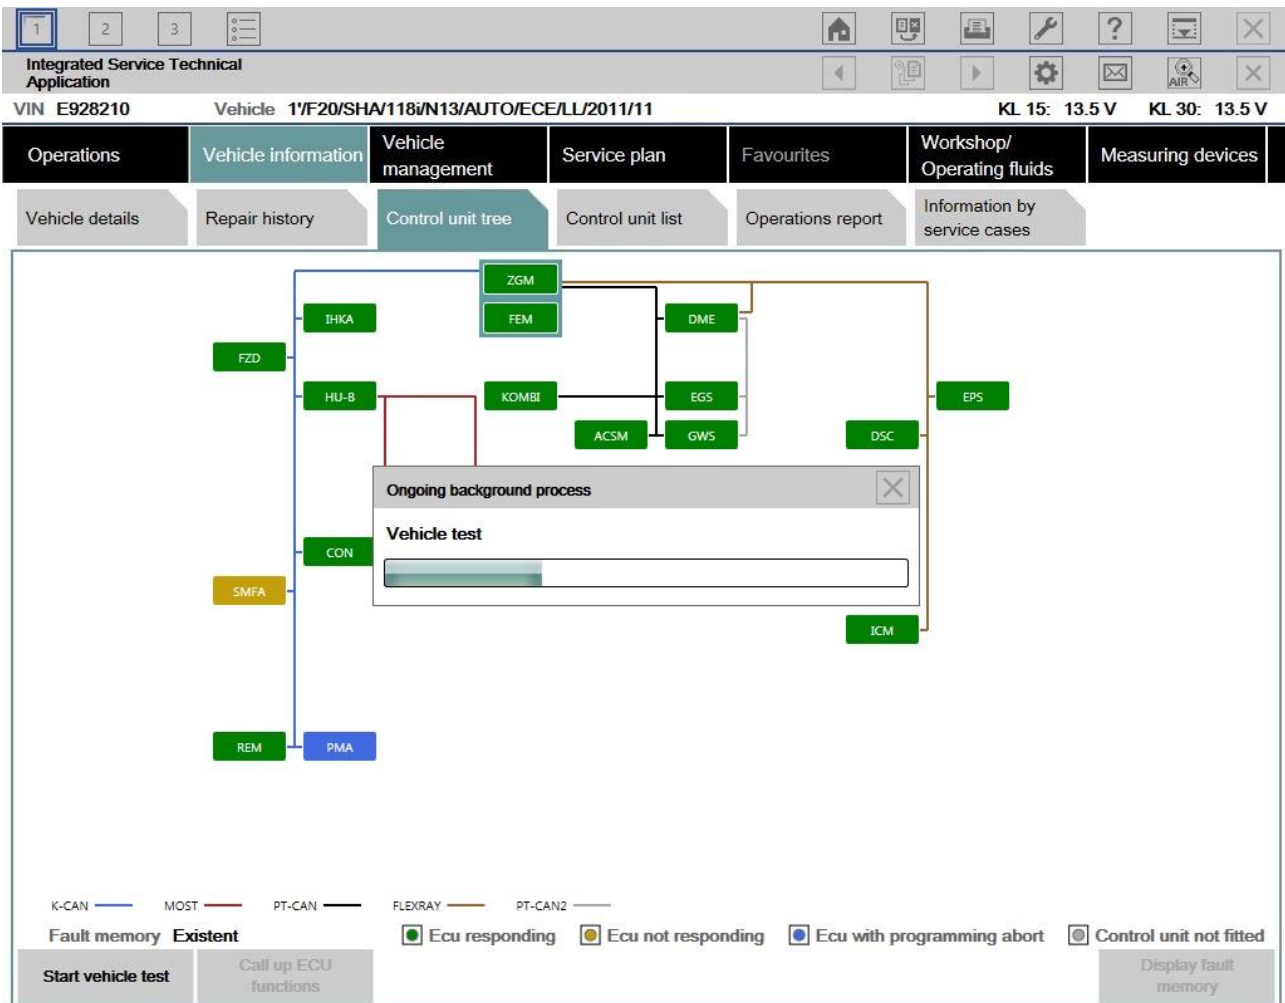 1 2 3
?
Integrated Service Technical
Application
AIR
VIN E928210 Vehicle 1'/F20/SHA/118i/N13/AUTO/ECE/LL/2011/11 KL 15: 13.5 V KL 30: 13.5 V
Operations
Vehicle information
Vehicle
management
Service plan
Favourites
Workshop/
Operating fluids
Measuring devices
Vehicle details
Repair history
Control unit tree
Control unit list
Operations report
Information by
service cases
ZGM
IHKA FEM DME
FZD
HU-B KOMBI EGS EPS
ACSM GWS DSC
Ongoing background process
Vehicle test
CON
SMFA
ICM
REM PMA
K-CAN MOST PT-CAN FLEXRAY PT-CAN2
Fault memory Existent Ecu responding Ecu not responding Ecu with programming abort Control unit not fitted
Start vehicle test
Call up ECU
functions
Display fault
memory